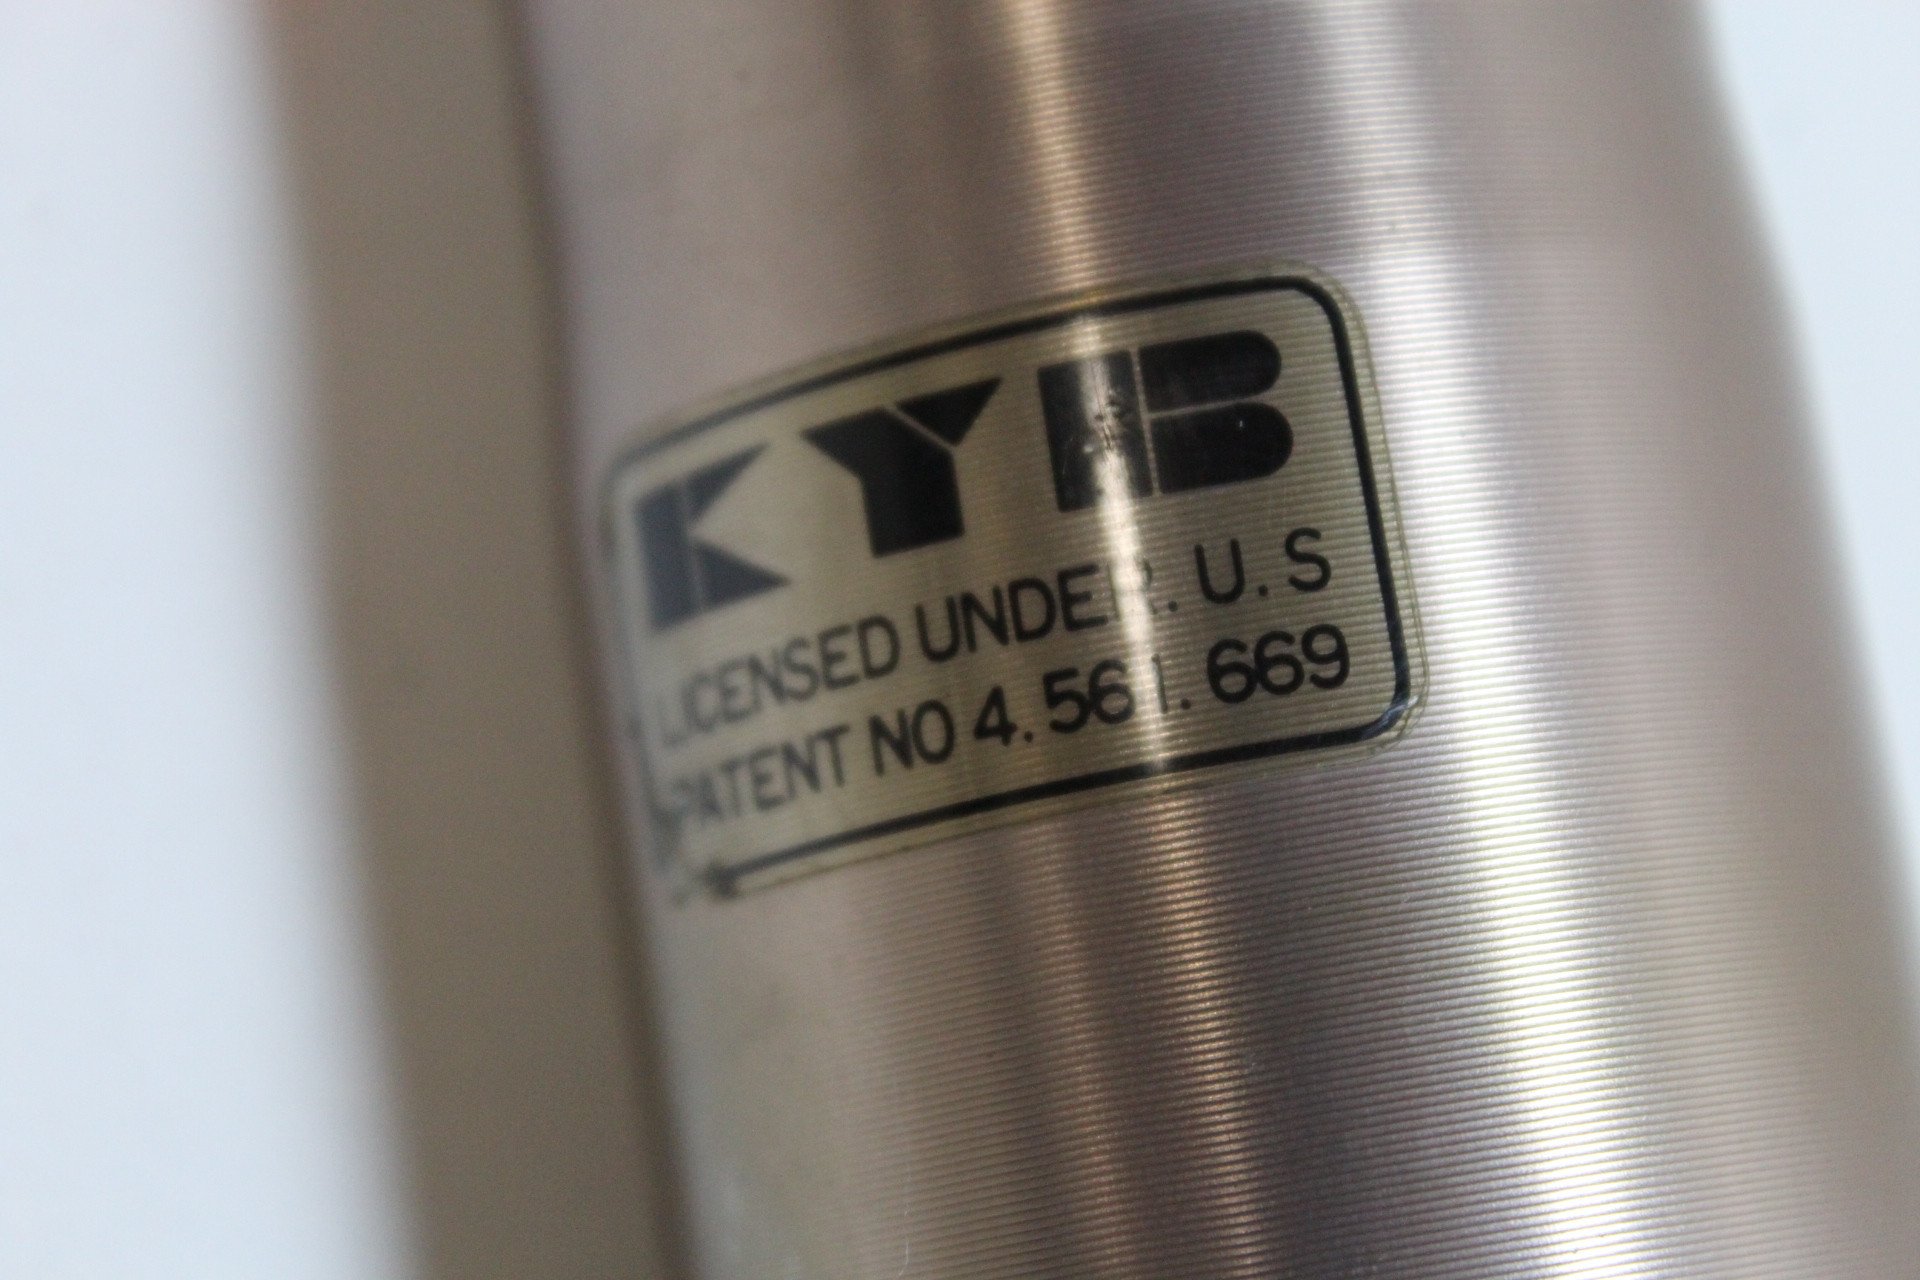 KYB
LICENSED UNDER. U.S
PATENT NO 4.561.669